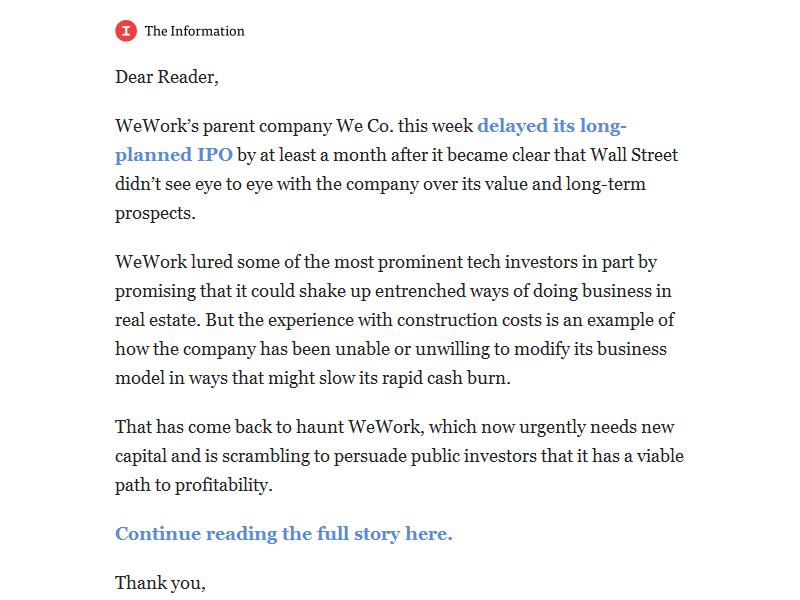 The Information
Dear Reader,
WeWork’s parent company We Co. this week delayed its long-
planned IPO by at least a month after it became clear that Wall Street
didn’t see eye to eye with the company over its value and long-term
prospects.
WeWork lured some of the most prominent tech investors in part by
promising that it could shake up entrenched ways of doing business in
real estate. But the experience with construction costs is an example of
how the company has been unable or unwilling to modify its business
model in ways that might slow its rapid cash burn.
That has come back to haunt WeWork, which now urgently needs new
capital and is scrambling to persuade public investors that it has a viable
path to profitability.
Continue reading the full story here.
Thank you,